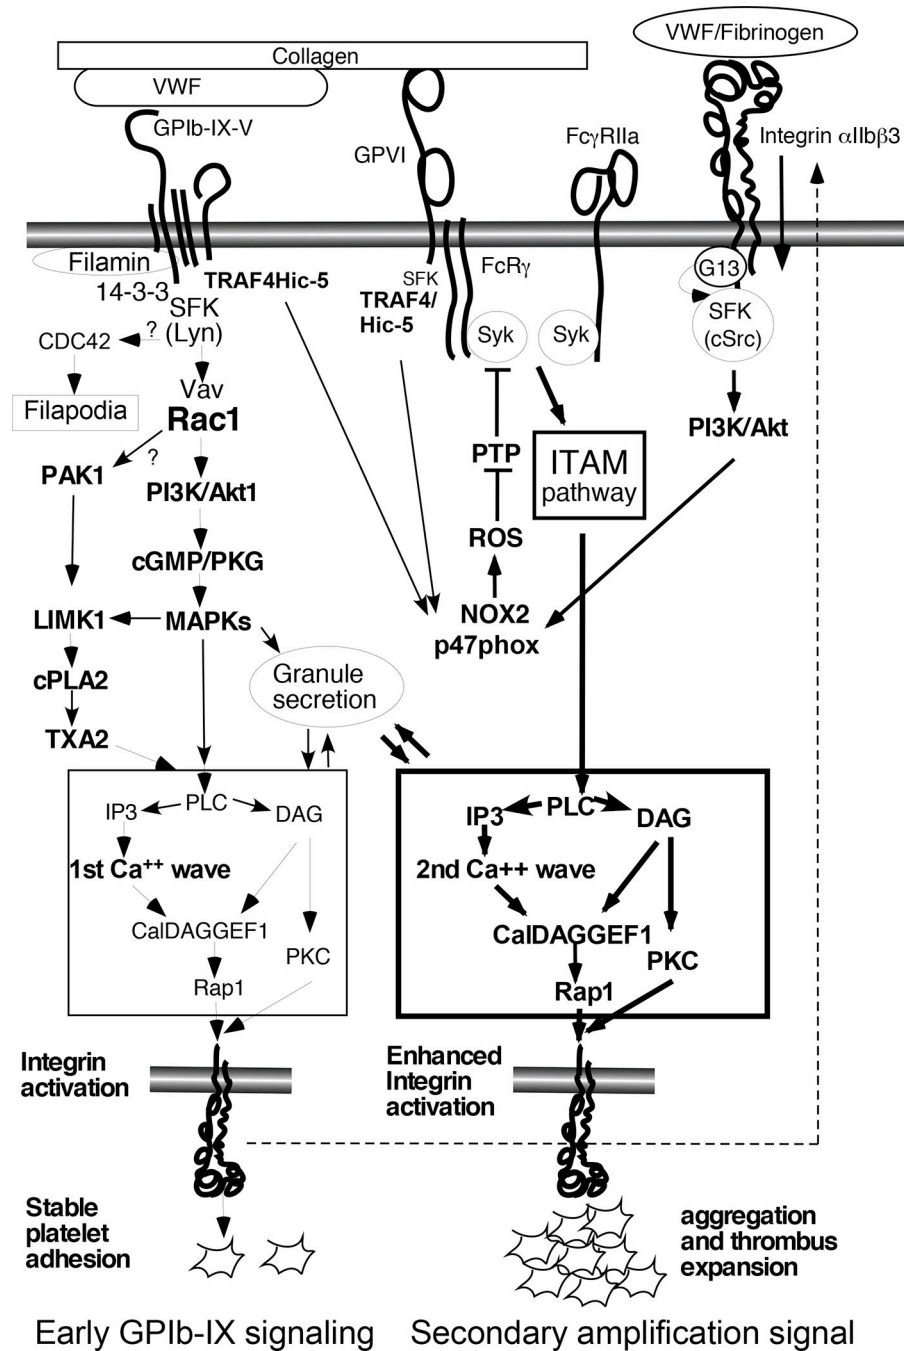 VWF/Fibrinogen
Collagen
VWF
GPIb-IX-V
GPVI
FcγRIIa
Integrin αIIbβ3
Filamin
14-3-3
TRAF4Hic-5
SFK
(Lyn)
SFK
TRAF4/
Hic-5
FcRγ
G13
SFK
(cSrc)
Syk
Syk
CDC42
?
Filapodia
Vav
Rac1
?
PAK1
PI3K/Akt1
PI3K/Akt
PTP
ITAM
pathway
ROS
cGMP/PKG
NOX2
p47phox
LIMK1
MAPKs
cPLA2
TXA2
Granule
secretion
IP3
PLC
DAG
1st Ca++ wave
CalDAGGEF1
PKC
Rap1
IP3
PLC
DAG
2nd Ca++ wave
CalDAGGEF1
PKC
Rap1
Integrin
activation
Enhanced
Integrin
activation
Stable
platelet
adhesion
aggregation
and thrombus
expansion
Early GPIb-IX signaling
Secondary amplification signal